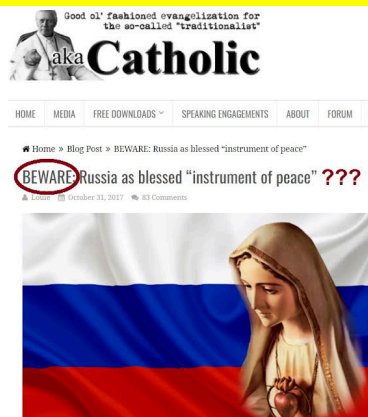 Good ol' fashioned evangelization for
the so-called "traditionalist"
aka Catholic
HOME MEDIA FREE DOWNLOADS SPEAKING ENGAGEMENTS ABOUT FORUM
Home » Blog Post » BEWARE: Russia as blessed “instrument of peace”
BEWARE: Russia as blessed “instrument of peace” ???
Louie October 31, 2017 83 Comments